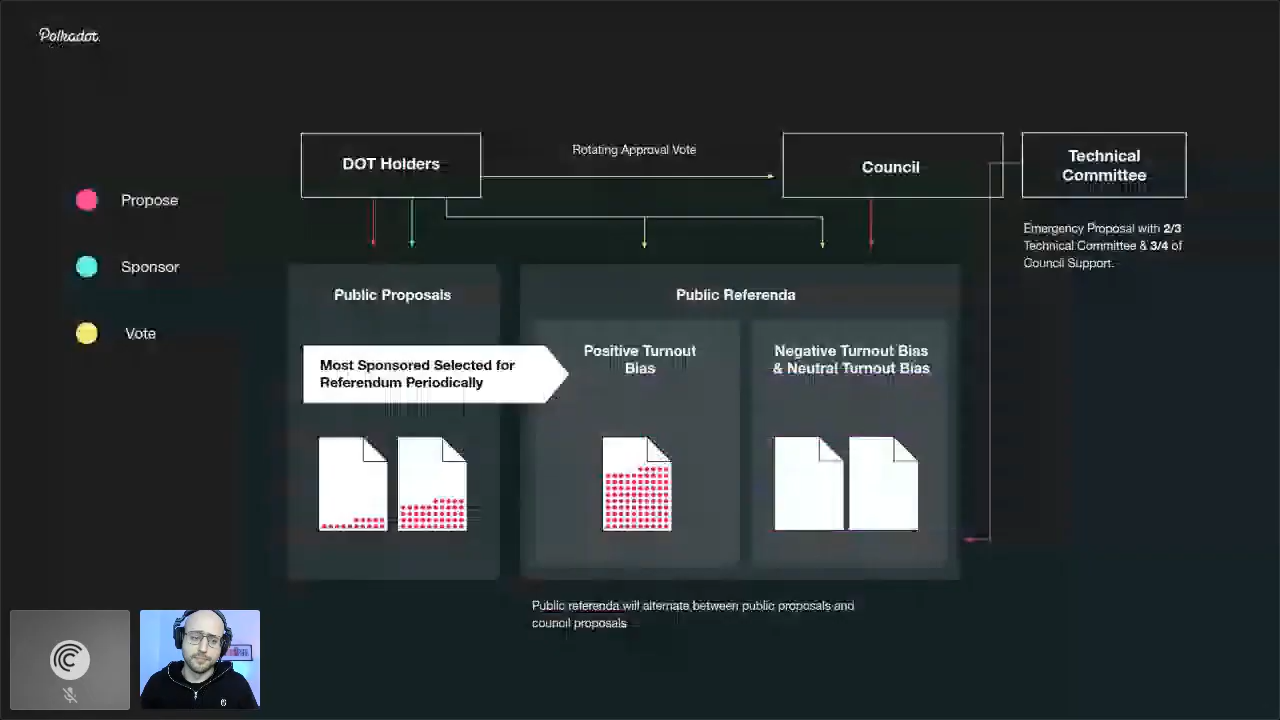 Polkadot.
DOT Holders
Rotating Approval Vote
Council
Technical
Committee
Propose
Sponsor
Vote
Emergency Proposal with 2/3
Technical Committee & 3/4 of
Council Support.
Public Proposals
Public Referenda
Most Sponsored Selected for
Referendum Periodically
Positive Turnout
Bias
Negative Turnout Bias
& Neutral Turnout Bias
Public referenda will alternate between public proposals and
council proposals